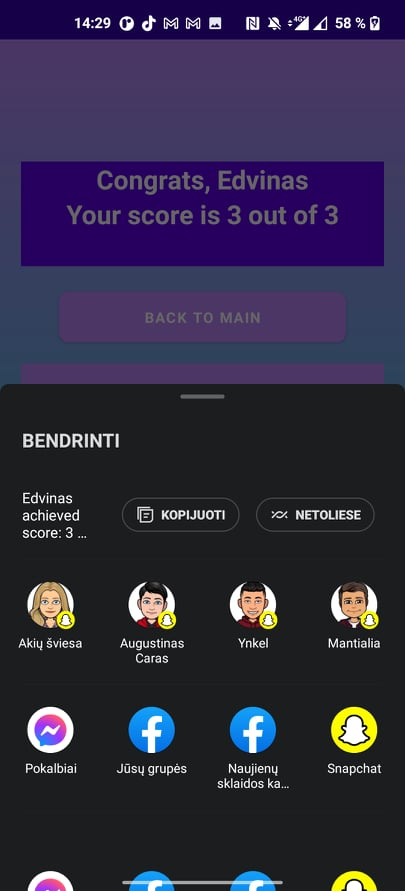 14:29
4G+
58 %
Congrats, Edvinas
Your score is 3 out of 3
BACK TO MAIN
BENDRINTI
Edvinas
achieved
score: 3 ...
KOPIJUOTI
NETOLIESE
Akių šviesa
Augustinas
Caras
Ynkel
Mantialia
Pokalbiai
Jūsų grupės
Naujienų
sklaidos ka...
Snapchat